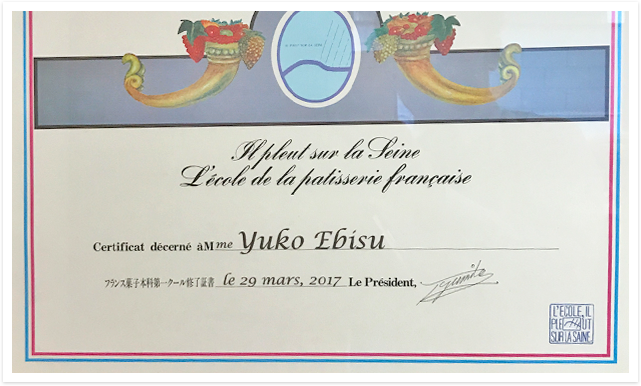 Il pleut sur la Seine
L'école de la patisserie française
Certificat décerné à Mme Yuko Ebisu
フランス菓子本科第一クール修了証書 le 29 mars, 2017 Le Président,
L'ECOLE, IL
SUR LA SAINE